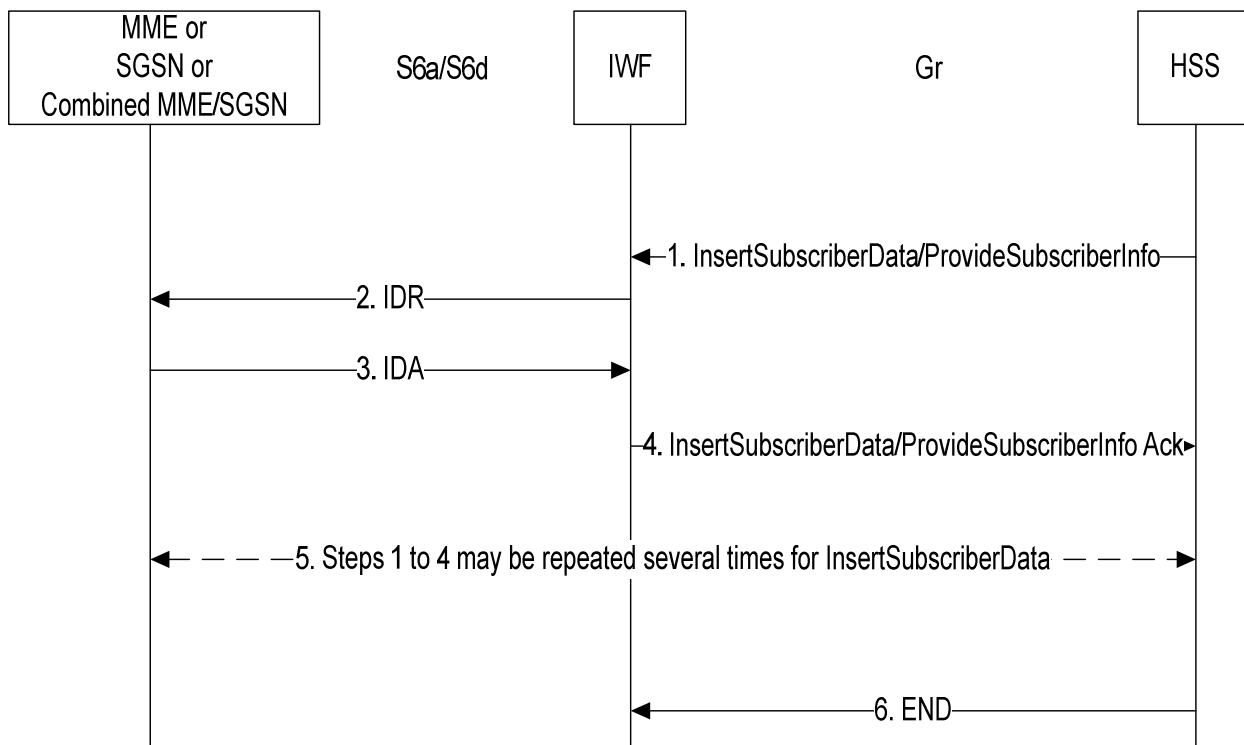 MME or
SGSN or
Combined MME/SGSN
S6a/S6d
IWF
Gr
HSS
1. InsertSubscriberData/ProvideSubscriberInfo
2. IDR
3. IDA
4. InsertSubscriberData/ProvideSubscriberInfo Ack
5. Steps 1 to 4 may be repeated several times for InsertSubscriberData
6. END